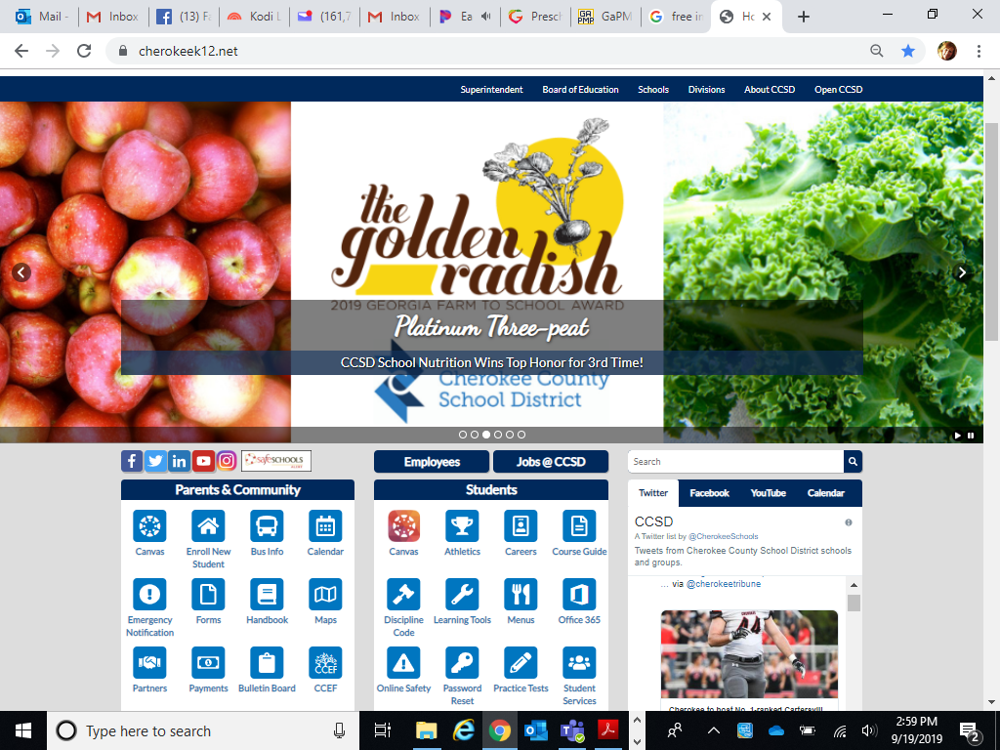 Mail -
Inbox
(13) F
Kodi L
(161,7
Inbox
Ea
Presch
GaPM
free in
Ho
cherokeek12.net
Superintendent
Board of Education
Schools
Divisions
About CCSD
Open CCSD
the
golden
radish
2019 GEORGIA FARM TO SCHOOL AWARD
Platinum Three-peat
CCSD School Nutrition Wins Top Honor for 3rd Time!
Cherokee County
School District
SafeSchools
ALERT
Employees
Jobs @ CCSD
Search
Parents & Community
Canvas
Enroll New
Student
Bus Info
Calendar
Emergency
Notification
Forms
Handbook
Maps
Partners
Payments
Bulletin Board
CCEF
CCEF
Students
Canvas
Athletics
Careers
Course Guide
Discipline
Code
Learning Tools
Menus
Office 365
Online Safety
Password
Reset
Practice Tests
Student
Services
Twitter
Facebook
YouTube
Calendar
CCSD
A Twitter list by @CherokeeSchools
Tweets from Cherokee County School District schools
and groups.
... via @cherokeetribune
44
Cherokee to host No. 1-ranked Cartersvill
Type here to search
2:59 PM
9/19/2019
2